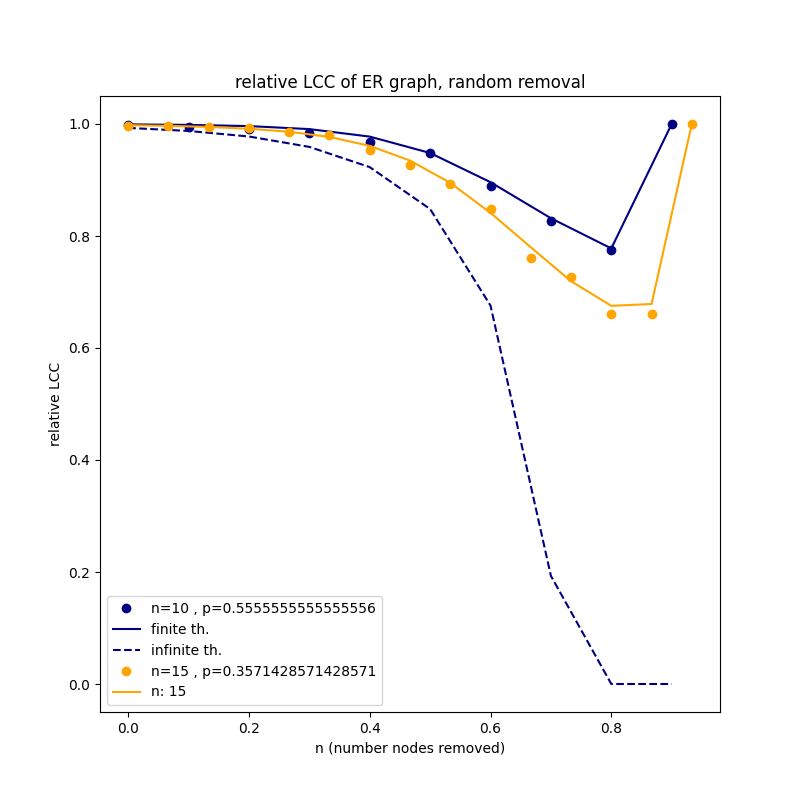 relative LCC of ER graph, random removal
relative LCC
1.0
0.8
0.6
0.4
0.2
0.0
n=10 , p=0.5555555555555556
finite th.
infinite th.
n=15 , p=0.3571428571428571
n: 15
0.0 0.2 0.4 0.6 0.8
n (number nodes removed)